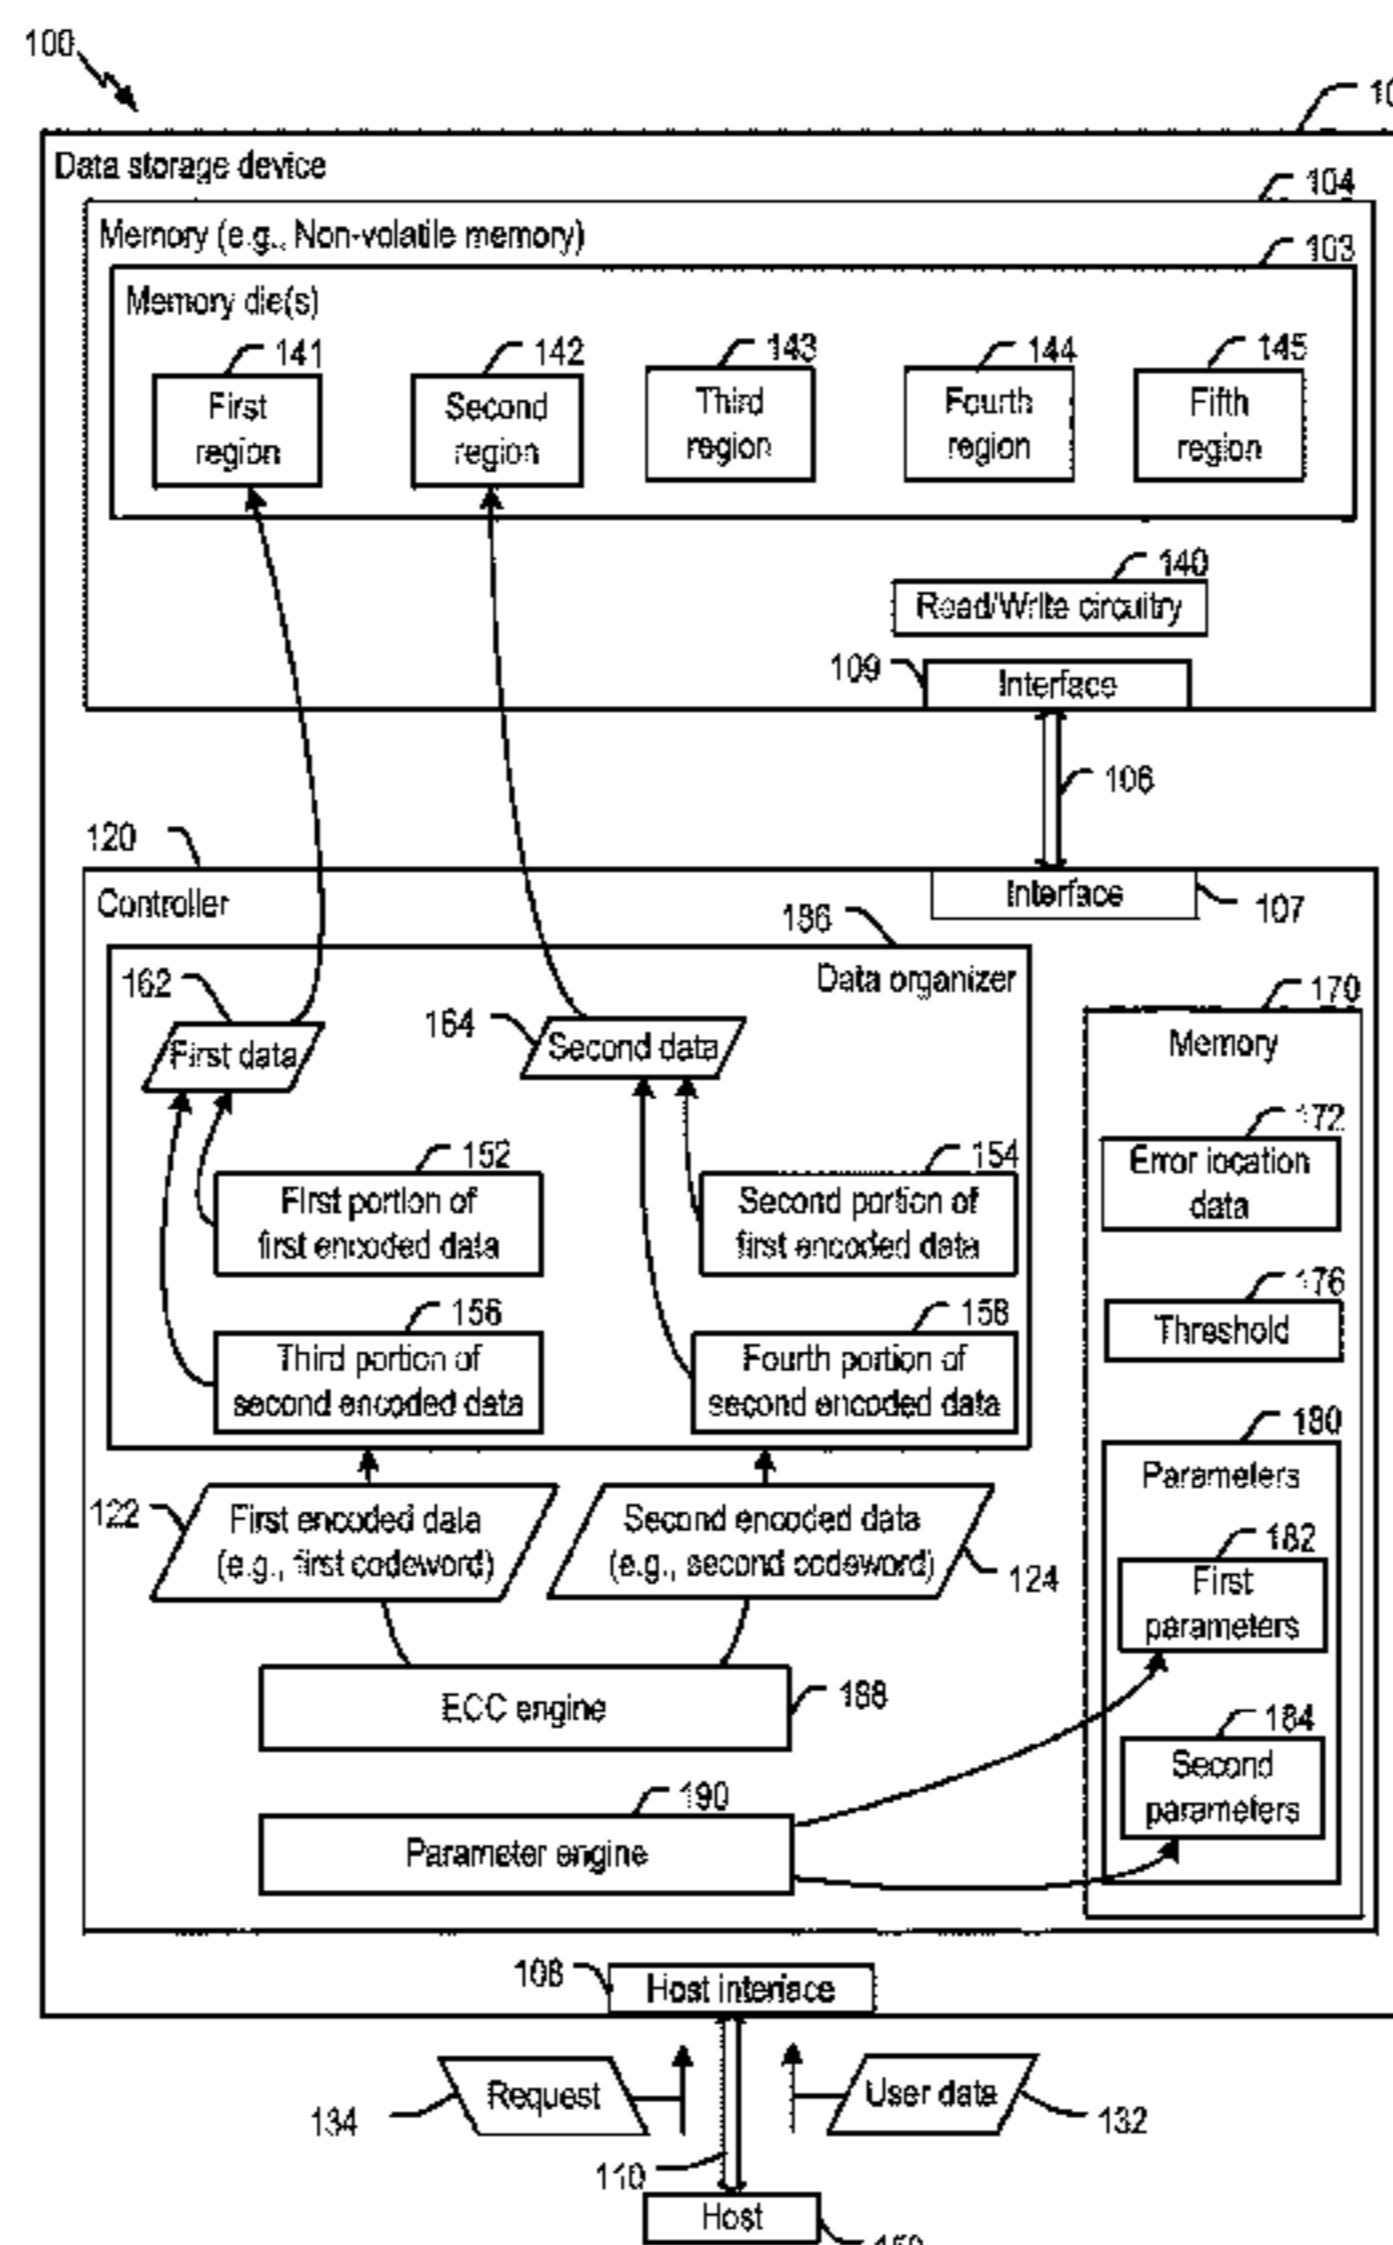 100
Data storage device
104
Memory (e.g., Non-volatile memory)
103
Memory die(s)
141
142
143
144
145
First
region
Second
region
Third
region
Fourth
region
Fifth
region
140
Read/Write circuitry
109
Interface
106
120
Controller
Interface
107
186
Data organizer
162
First data
164
Second data
170
Memory
172
Error location
data
152
First portion of
first encoded data
154
Second portion of
first encoded data
176
Threshold
156
Third portion of
second encoded data
158
Fourth portion of
second encoded data
180
Parameters
122
First encoded data
(e.g., first codeword)
Second encoded data
(e.g., second codeword)
124
182
First
parameters
ECC engine
188
184
Second
parameters
190
Parameter engine
108
Host interface
134
Request
User data
132
110
Host